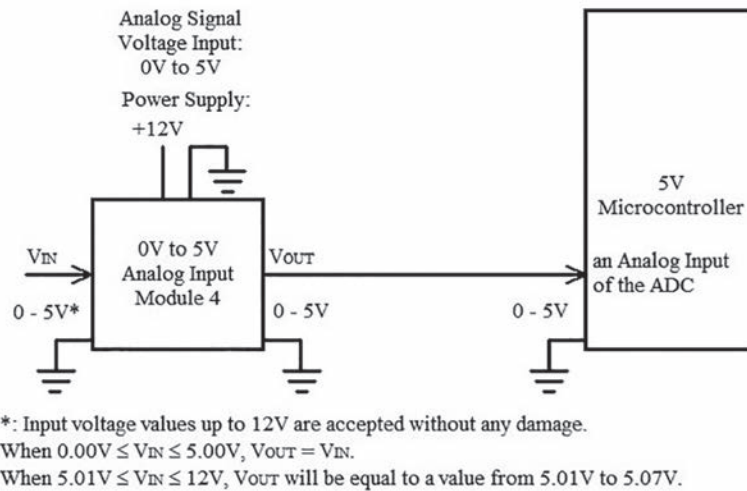 Analog Signal
Voltage Input:
0V to 5V
Power Supply:
+12V
VIN
0 - 5V*
0V to 5V
Analog Input
Module 4
VOUT
0 - 5V
0 - 5V
5V
Microcontroller
an Analog Input
of the ADC
*: Input voltage values up to 12V are accepted without any damage.
When 0.00V ≤ VIN ≤ 5.00V, VOUT = VIN.
When 5.01V ≤ VIN ≤ 12V, VOUT will be equal to a value from 5.01V to 5.07V.